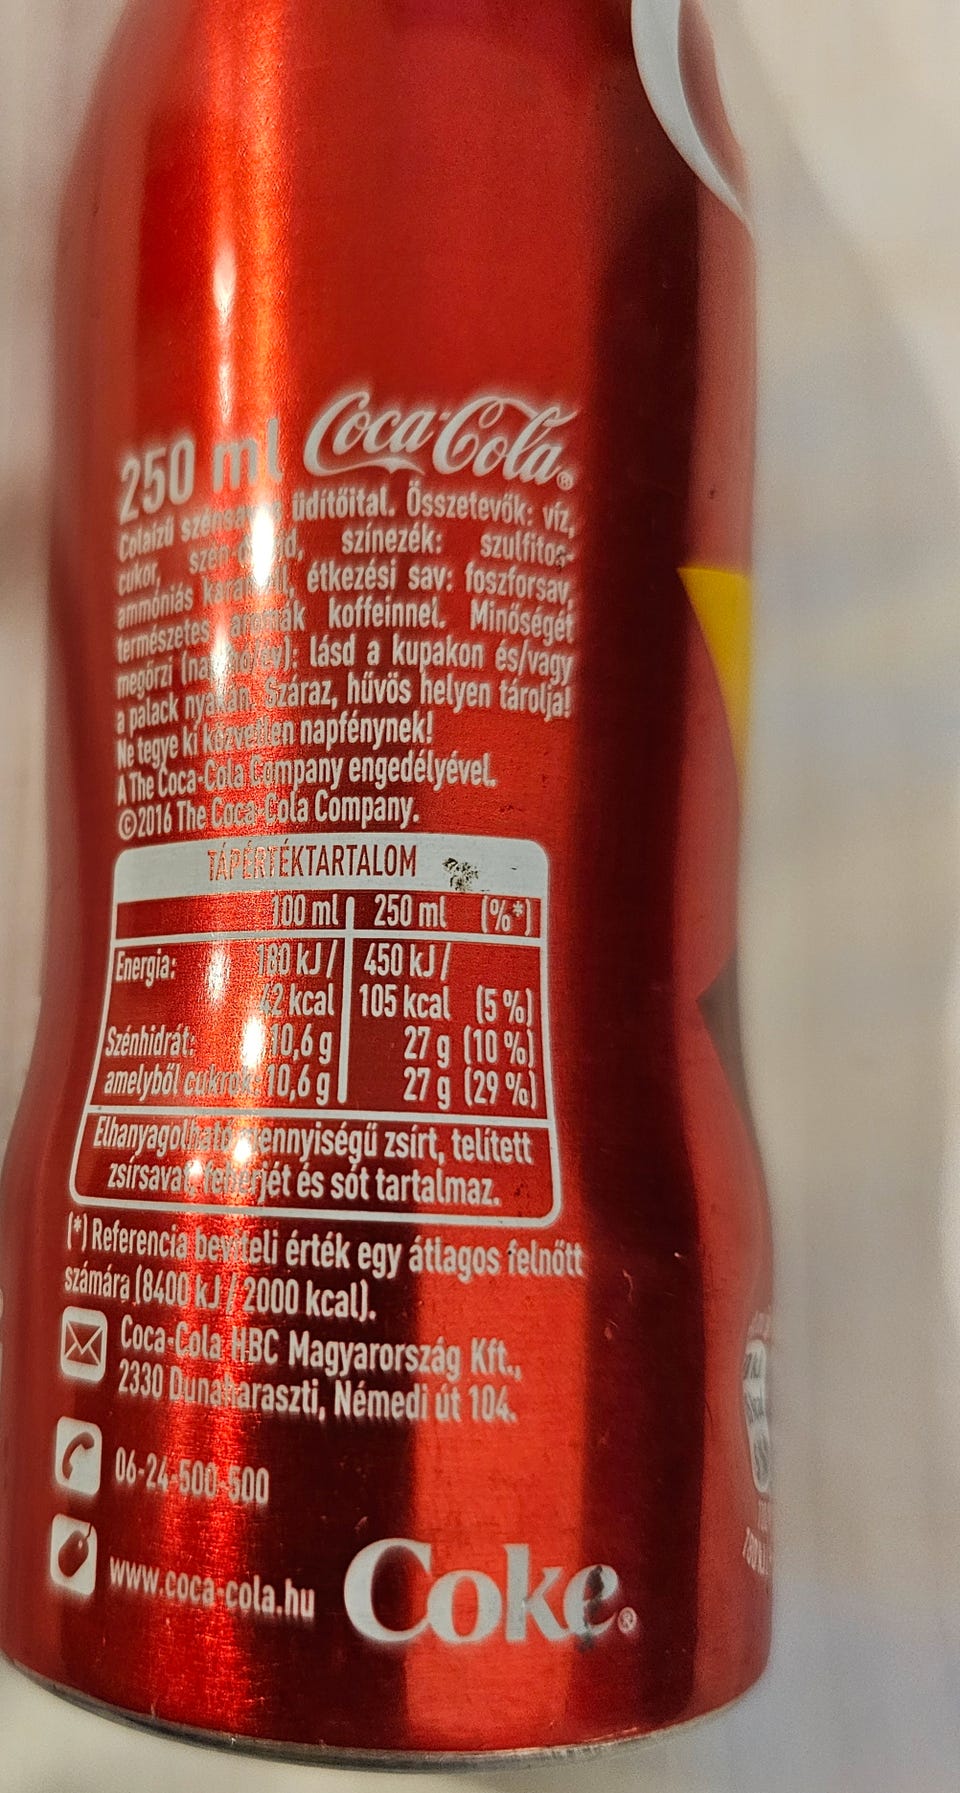 250 ml Coca-Cola®
Colaízű szénsavas üdítőital. Összetevők: víz,
cukor, szén-dioxid, színezék: szulfitos-
ammóniás karamell, étkezési sav: foszforsav,
természetes aromák koffeinnel. Minőségét
megőrzi (nap/hó/év): lásd a kupakon és/vagy
a palack nyakán. Száraz, hűvös helyen tárolja!
Ne tegye ki közvetlen napfénynek!
A The Coca-Cola Company engedélyével.
©2016 The Coca-Cola Company.
TÁPÉRTÉKTARTALOM
100 ml 250 ml (%*)
Energia: 180 kJ/ 450 kJ/
42 kcal 105 kcal (5 %)
Szénhidrát: 10,6 g 27 g (10 %)
amelyből cukrok: 10,6 g 27 g (29 %)
Elhanyagolható mennyiségű zsírt, telített
zsírsavat, fehérjét és sót tartalmaz.
(*) Referencia beviteli érték egy átlagos felnőtt
számára (8400 kJ / 2000 kcal).
Coca-Cola HBC Magyarország Kft.,
2330 Dunaharaszti, Némedi út 104.
06-24-500-500
www.coca-cola.hu
Coke®